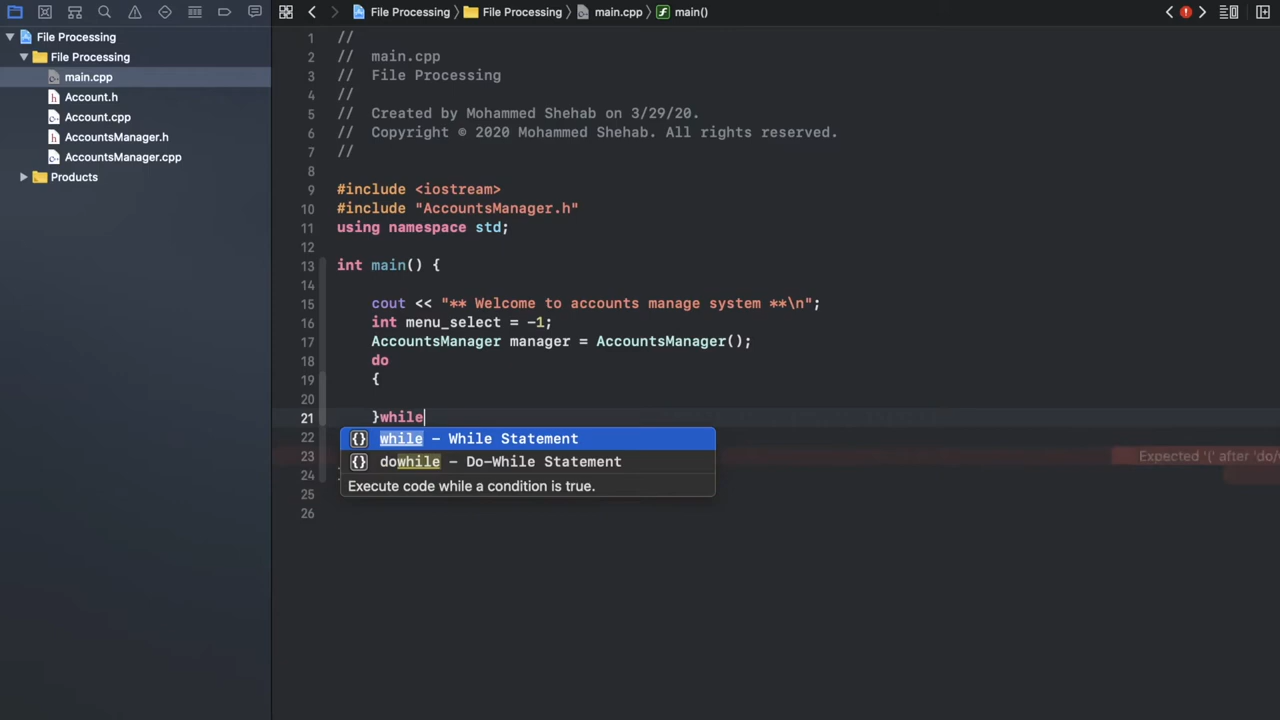 File Processing
main.cpp
main()
File Processing
File Processing
main.cpp
Account.h
Account.cpp
AccountsManager.h
AccountsManager.cpp
Products
1 //
2 // main.cpp
3 // File Processing
4 //
5 // Created by Mohammed Shehab on 3/29/20.
6 // Copyright © 2020 Mohammed Shehab. All rights reserved.
7 //
8
9 #include <iostream>
10 #include "AccountsManager.h"
11 using namespace std;
12
13 int main() {
14
15 cout << "** Welcome to accounts manage system **\n";
16 int menu_select = -1;
17 AccountsManager manager = AccountsManager();
18 do
19 {
20
21 }while
22
23 Expected '(' after 'do/
24
25
26
{} while – While Statement
{} dowhile – Do-While Statement
Execute code while a condition is true.